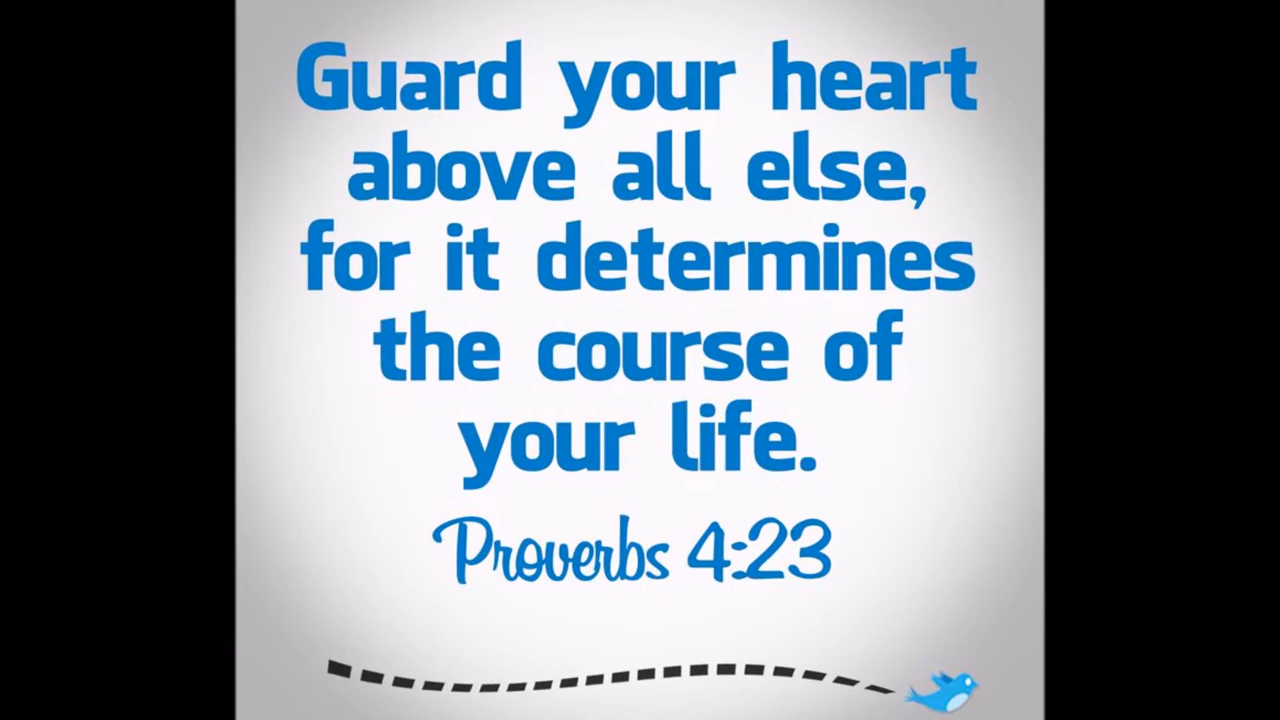 Guard your heart
above all else,
for it determines
the course of
your life.
Proverbs 4:23